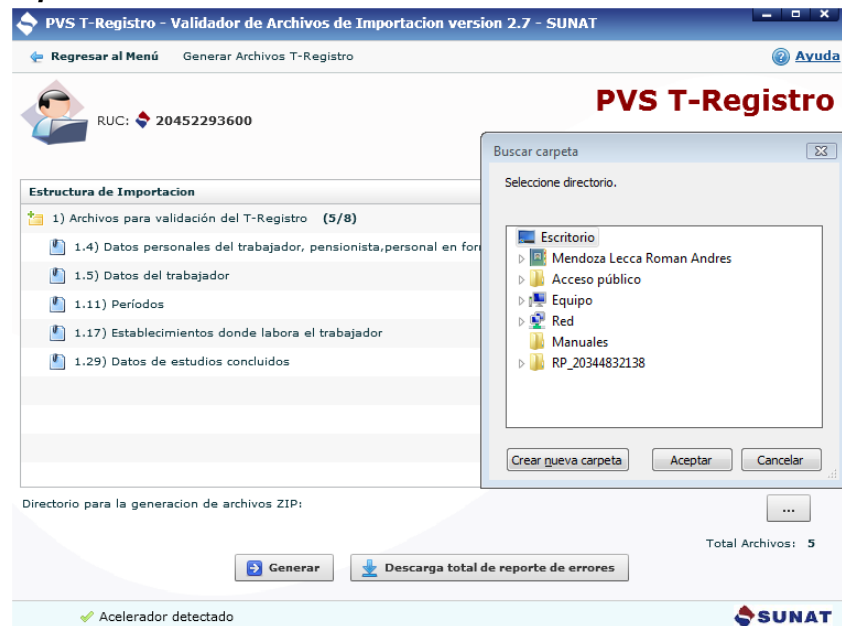 PVS T-Registro - Validador de Archivos de Importacion version 2.7 - SUNAT
Regresar al Menú Generar Archivos T-Registro Ayuda
PVS T-Registro
RUC: 20452293600
Buscar carpeta
Seleccione directorio.
Estructura de Importacion
1) Archivos para validación del T-Registro (5/8)
1.4) Datos personales del trabajador, pensionista,personal en
1.5) Datos del trabajador
1.11) Períodos
1.17) Establecimientos donde labora el trabajador
1.29) Datos de estudios concluidos
Escritorio
Mendoza Lecca Roman Andres
Acceso público
Equipo
Red
Manuales
RP_20344832138
Crear nueva carpeta Aceptar Cancelar
Directorio para la generacion de archivos ZIP: ...
Total Archivos: 5
Generar Descarga total de reporte de errores
Acelerador detectado SUNAT